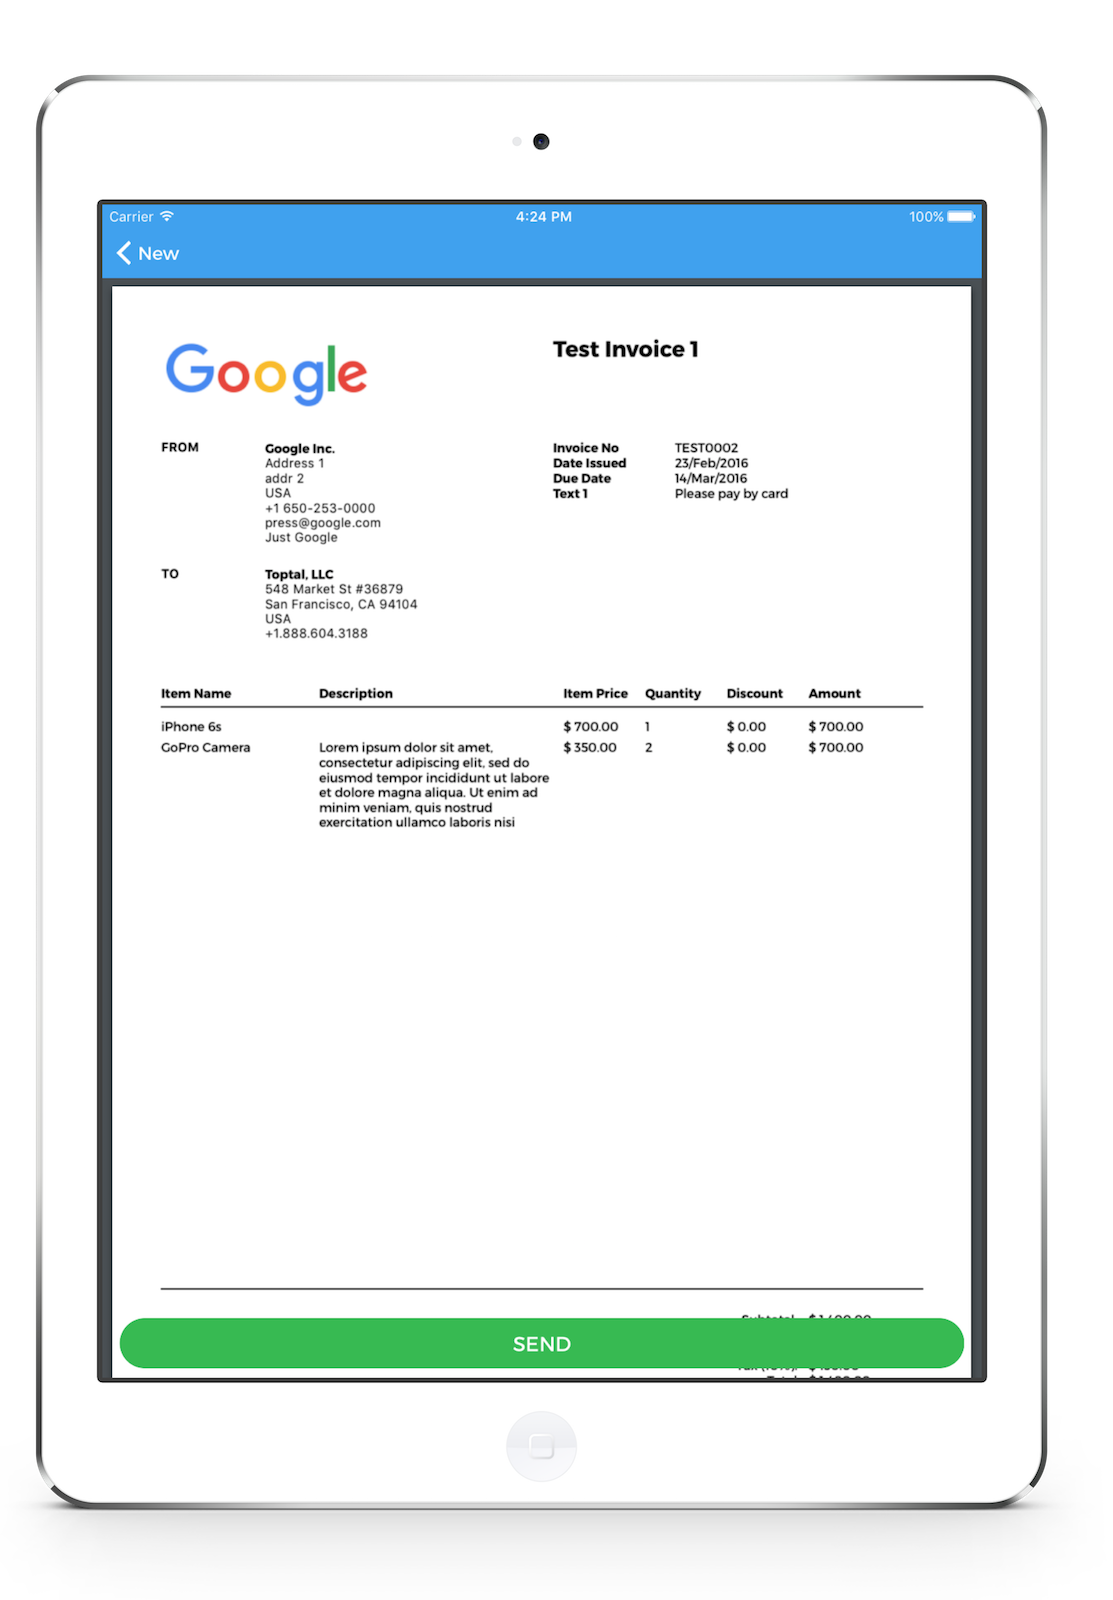 Carrier
4:24 PM
100%
New
Google
Test Invoice 1
FROM
Google Inc.
Address 1
addr 2
USA
+1 650-253-0000
press@google.com
Just Google
Invoice No TEST0002
Date Issued 23/Feb/2016
Due Date 14/Mar/2016
Text 1 Please pay by card
TO
Toptal, LLC
548 Market St #36879
San Francisco, CA 94104
USA
+1.888.604.3188
Item Name Description Item Price Quantity Discount Amount
iPhone 6s $ 700.00 1 $ 0.00 $ 700.00
GoPro Camera Lorem ipsum dolor sit amet, $ 350.00 2 $ 0.00 $ 700.00
consectetur adipiscing elit, sed do
eiusmod tempor incididunt ut labore
et dolore magna aliqua. Ut enim ad
minim veniam, quis nostrud
exercitation ullamco laboris nisi
Subtotal
SEND